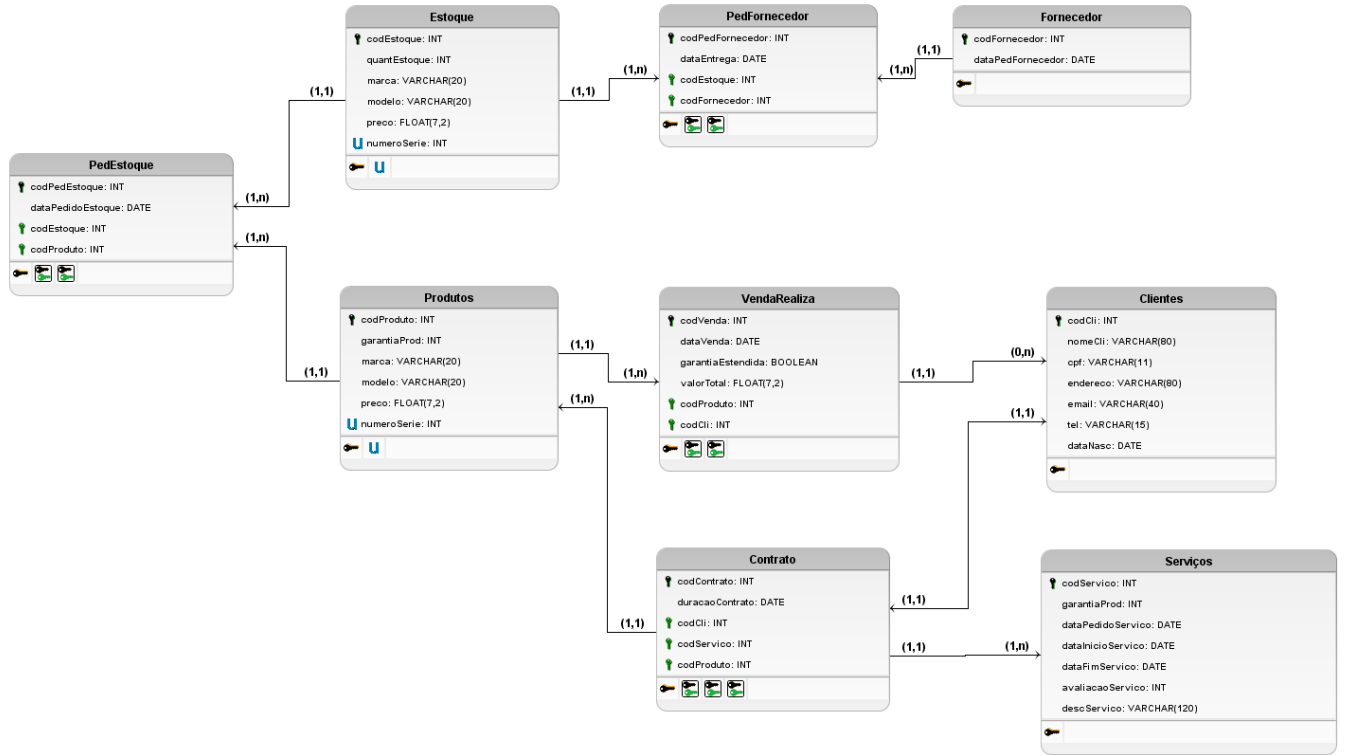 Estoque
codEstoque: INT
quantEstoque: INT
marca: VARCHAR(20)
modelo: VARCHAR(20)
preco: FLOAT(7,2)
U numeroSerie: INT
U
PedFornecedor
codPedFornecedor: INT
dataEntrega: DATE
codEstoque: INT
codFornecedor: INT
Fornecedor
codFornecedor: INT
dataPedFornecedor: DATE
(1,1)
(1,n)
(1,1)
(1,n)
(1,1)
(1,n)
PedEstoque
codPedEstoque: INT
dataPedidoEstoque: DATE
codEstoque: INT
codProduto: INT
(1,n)
(1,1)
Produtos
codProduto: INT
garantiaProd: INT
marca: VARCHAR(20)
modelo: VARCHAR(20)
preco: FLOAT(7,2)
U numeroSerie: INT
U
(1,1)
(1,n)
(1,n)
VendaRealiza
codVenda: INT
dataVenda: DATE
garantiaEstendida: BOOLEAN
valorTotal: FLOAT(7,2)
codProduto: INT
codCli: INT
(1,1)
(0,n)
(1,1)
Clientes
codCli: INT
nomeCli: VARCHAR(80)
cpf: VARCHAR(11)
endereco: VARCHAR(80)
email: VARCHAR(40)
tel: VARCHAR(15)
dataNasc: DATE
Contrato
codContrato: INT
duracaoContrato: DATE
codCli: INT
codServico: INT
codProduto: INT
(1,1)
(1,1)
(1,1)
(1,n)
Serviços
codServico: INT
garantiaProd: INT
dataPedidoServico: DATE
dataInicioServico: DATE
dataFimServico: DATE
avaliacaoServico: INT
descServico: VARCHAR(120)